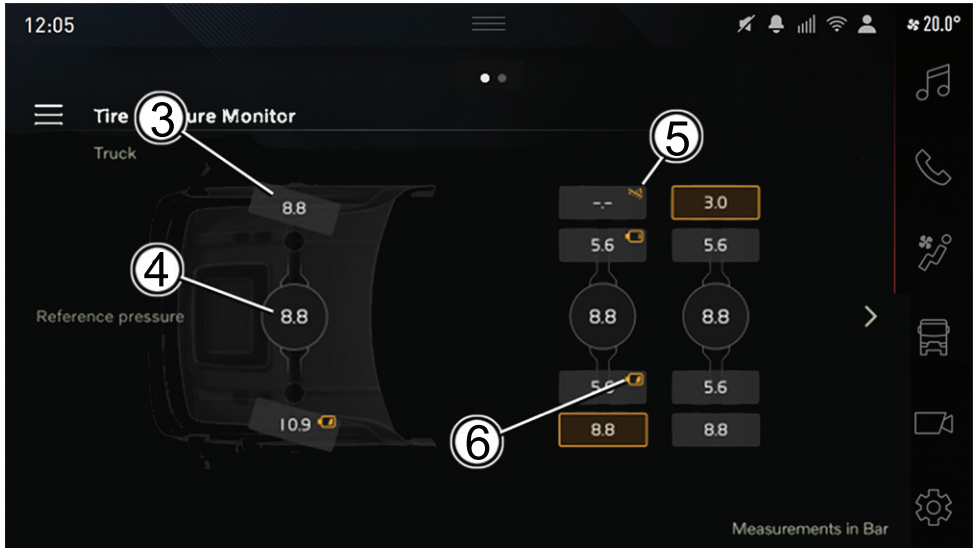 12:05
20.0°
3
Tire ure Monitor
5
Truck
8.8
-.- 3.0
5.6 5.6
4
Reference pressure 8.8 8.8 8.8
5.6 5.6
10.9 8.8 8.8
6
Measurements in Bar